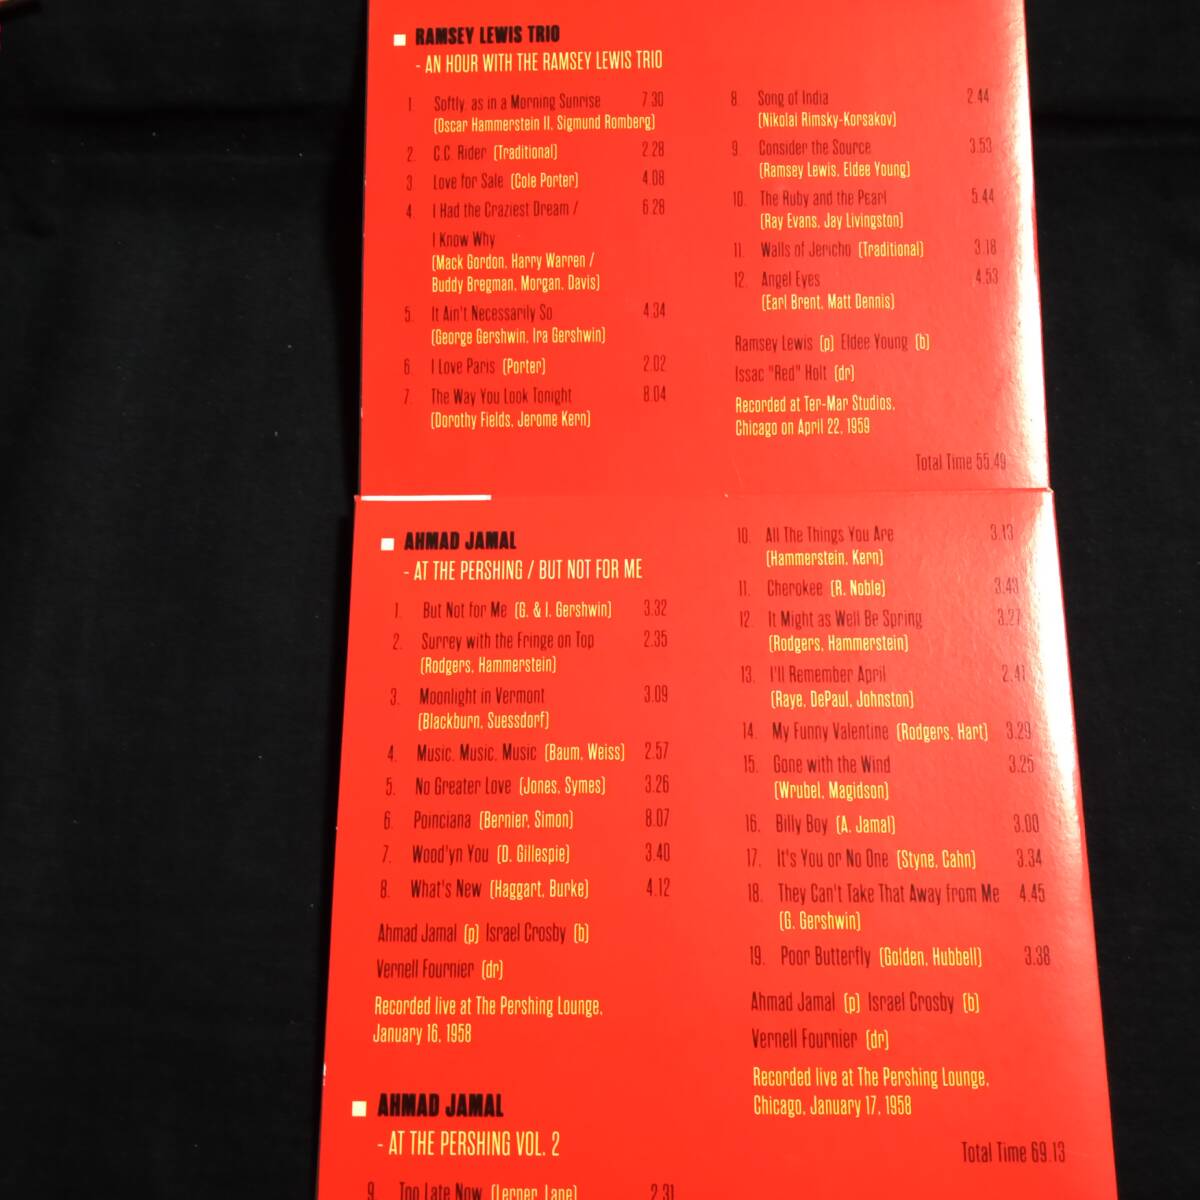 RAMSEY LEWIS TRIO
- AN HOUR WITH THE RAMSEY LEWIS TRIO
1. Softly, as in a Morning Sunrise 7.30
(Oscar Hammerstein II, Sigmund Romberg)
2. C.C. Rider (Traditional) 2.28
3. Love for Sale (Cole Porter) 4.08
4. I Had the Craziest Dream / 6.28
I Know Why
(Mack Gordon, Harry Warren /
Buddy Bregman, Morgan, Davis)
5. It Ain't Necessarily So 4.34
(George Gershwin, Ira Gershwin)
6. I Love Paris (Porter) 2.02
7. The Way You Look Tonight 8.04
(Dorothy Fields, Jerome Kern)
8. Song of India 2.44
(Nikolai Rimsky-Korsakov)
9. Consider the Source 3.53
(Ramsey Lewis, Eldee Young)
10. The Ruby and the Pearl 5.44
(Ray Evans, Jay Livingston)
11. Walls of Jericho (Traditional) 3.18
12. Angel Eyes 4.53
(Earl Brent, Matt Dennis)
Ramsey Lewis (p) Eldee Young (b)
Issac "Red" Holt (dr)
Recorded at Ter-Mar Studios,
Chicago on April 22, 1959
Total Time 55.49
AHMAD JAMAL
- AT THE PERSHING / BUT NOT FOR ME
1. But Not for Me (G. & I. Gershwin) 3.32
2. Surrey with the Fringe on Top 2.35
(Rodgers, Hammerstein)
3. Moonlight in Vermont 3.09
(Blackburn, Suessdorf)
4. Music, Music, Music (Baum, Weiss) 2.57
5. No Greater Love (Jones, Symes) 3.26
6. Poinciana (Bernier, Simon) 8.07
7. Wood'yn You (D. Gillespie) 3.40
8. What's New (Haggart, Burke) 4.12
Ahmad Jamal (p) Israel Crosby (b)
Vernell Fournier (dr)
Recorded live at The Pershing Lounge,
January 16, 1958
AHMAD JAMAL
- AT THE PERSHING VOL. 2
9. Too Late Now (Lerner, Lane) 2.31
10. All The Things You Are 3.13
(Hammerstein, Kern)
11. Cherokee (R. Noble) 3.43
12. It Might as Well Be Spring 3.27
(Rodgers, Hammerstein)
13. I'll Remember April 2.41
(Raye, DePaul, Johnston)
14. My Funny Valentine (Rodgers, Hart) 3.29
15. Gone with the Wind 3.25
(Wrubel, Magidson)
16. Billy Boy (A. Jamal) 3.00
17. It's You or No One (Styne, Cahn) 3.34
18. They Can't Take That Away from Me 4.45
(G. Gershwin)
19. Poor Butterfly (Golden, Hubbell) 3.38
Ahmad Jamal (p) Israel Crosby (b)
Vernell Fournier (dr)
Recorded live at The Pershing Lounge,
Chicago, January 17, 1958
Total Time 69.13